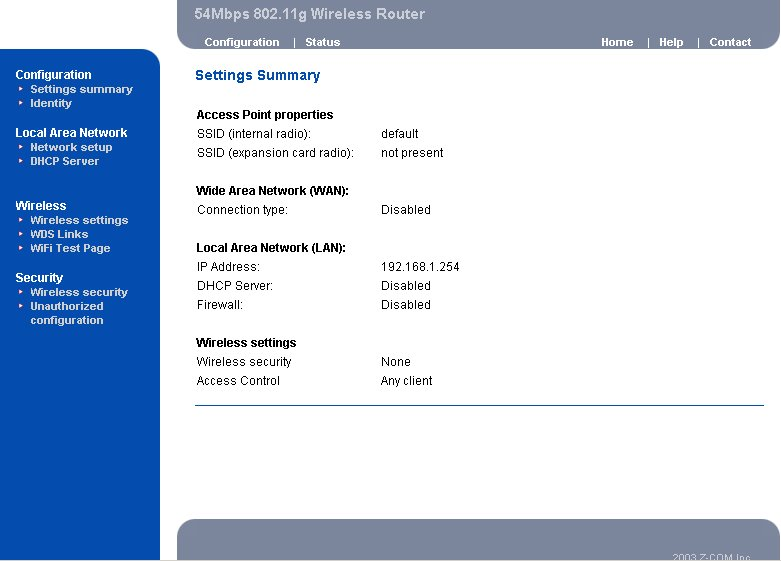 54Mbps 802.11g Wireless Router
Configuration | Status
Home | Help | Contact
Configuration
Settings summary
Identity
Local Area Network
Network setup
DHCP Server
Wireless
Wireless settings
WDS Links
WiFi Test Page
Security
Wireless security
Unauthorized
configuration
Settings Summary
Access Point properties
SSID (internal radio): default
SSID (expansion card radio): not present
Wide Area Network (WAN):
Connection type: Disabled
Local Area Network (LAN):
IP Address: 192.168.1.254
DHCP Server: Disabled
Firewall: Disabled
Wireless settings
Wireless security None
Access Control Any client
2003 Z-COM Inc